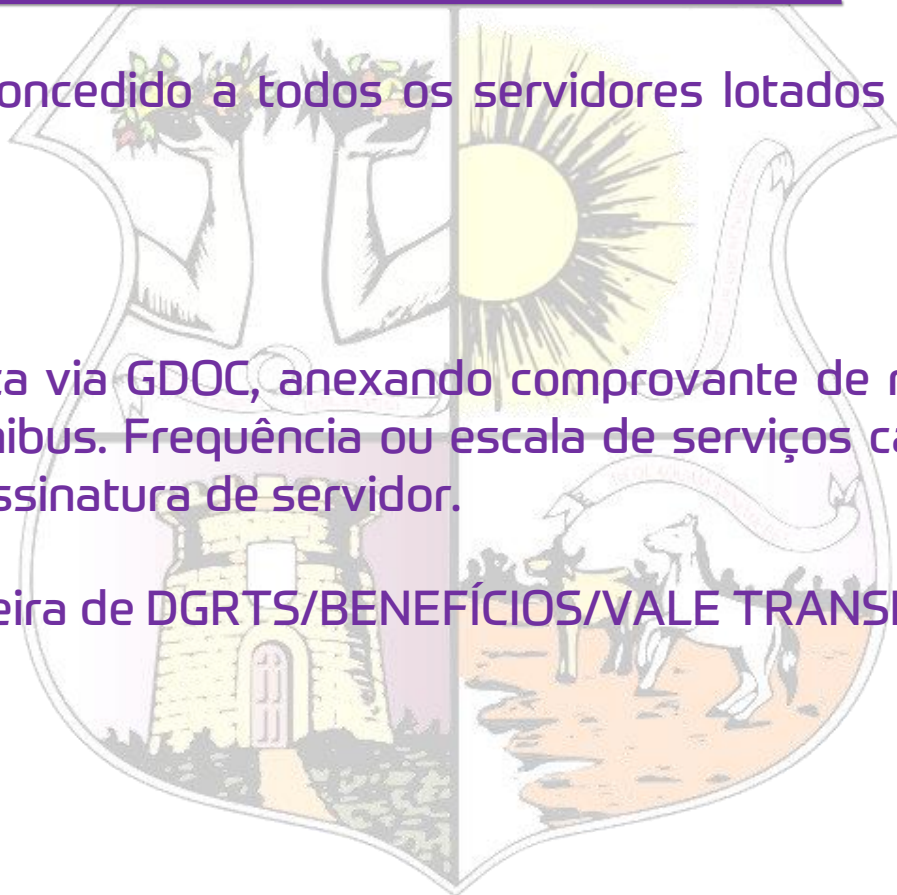 oncedido a todos os servidores lotados
ta via GDOC, anexando comprovante de
nibus. Frequência ou escala de serviços
ssinatura de servidor.
eira de DGRTS/BENEFÍCIOS/VALE